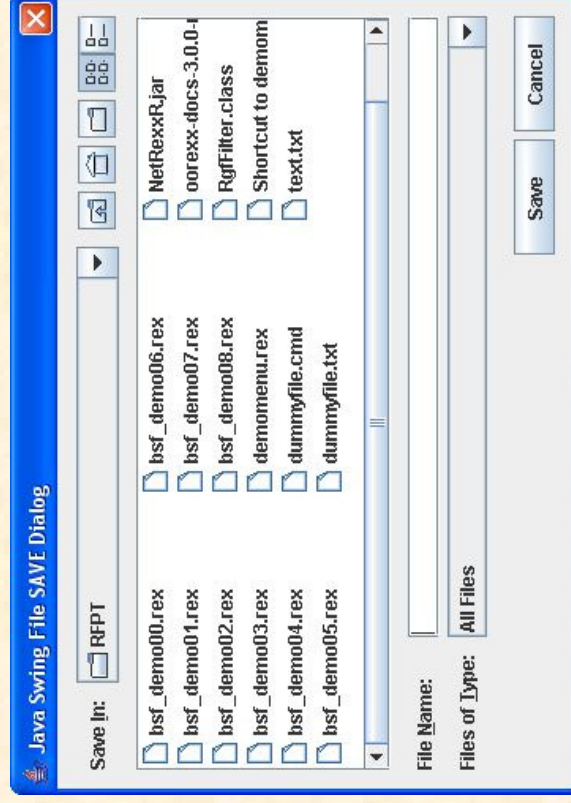 Java Swing File SAVE Dialog
Save In: RFPT
bsf_demo00.rex bsf_demo06.rex NetRexxR.jar
bsf_demo01.rex bsf_demo07.rex oorexx-docs-3.0.0-
bsf_demo02.rex bsf_demo08.rex RgfFilter.class
bsf_demo03.rex demomenu.rex Shortcut to demom
bsf_demo04.rex dummyfile.cmd text.txt
bsf_demo05.rex dummyfile.txt
File Name:
Files of Type: All Files
Save Cancel